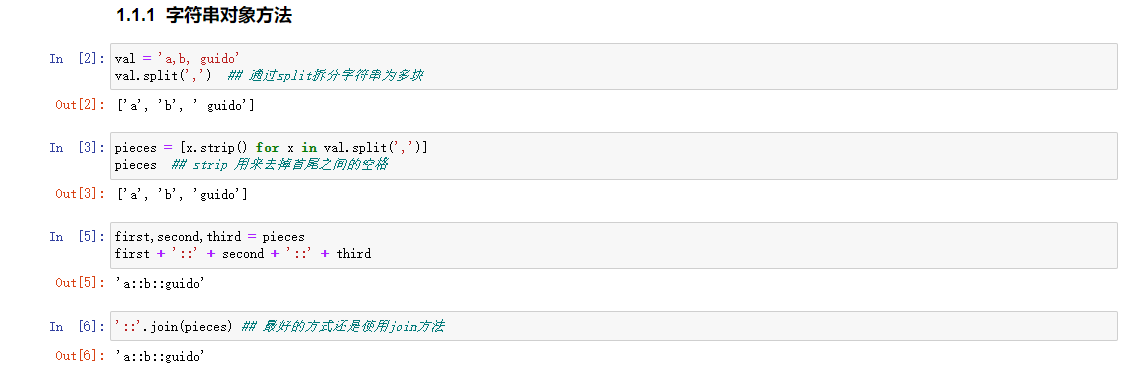 1.1.1 字符串对象方法
In [2]: val = 'a,b, guido'
val.split(',') ## 通过split拆分字符串为多块
Out[2]: ['a', 'b', ' guido']
In [3]: pieces = [x.strip() for x in val.split(',')]
pieces ## strip 用来去掉首尾之间的空格
Out[3]: ['a', 'b', 'guido']
In [5]: first,second,third = pieces
first + '::' + second + '::' + third
Out[5]: 'a::b::guido'
In [6]: '::'.join(pieces) ## 最好的方式还是使用join方法
Out[6]: 'a::b::guido'